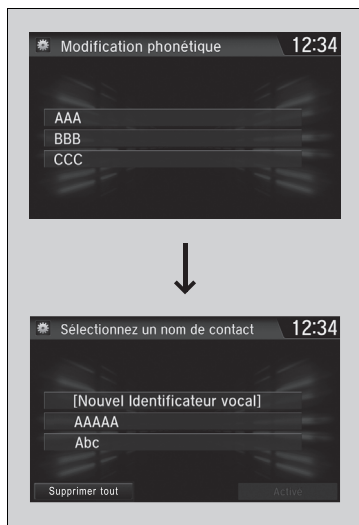 Modification phonétique 12:34
AAA
BBB
CCC
Sélectionnez un nom de contact 12:34
[Nouvel Identificateur vocal]
AAAAA
Abc
Supprimer tout Active